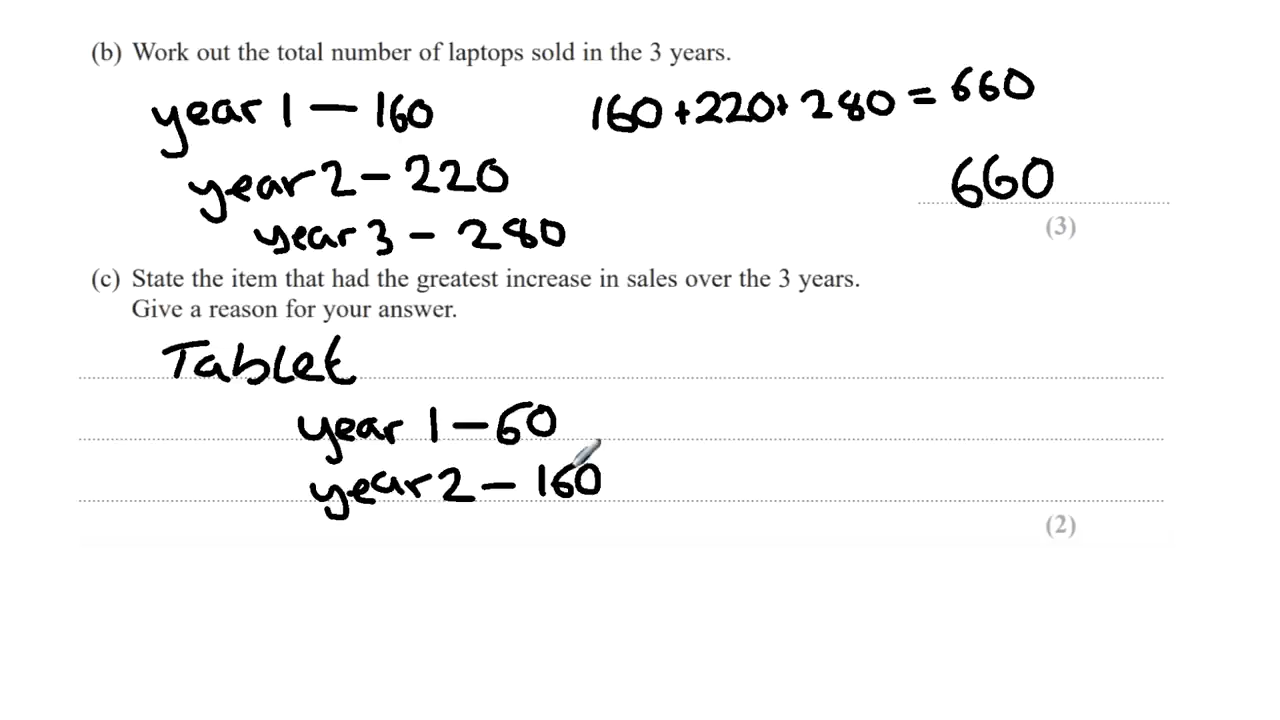 (b) Work out the total number of laptops sold in the 3 years.
year 1 – 160
160+220+280 = 660
year 2 – 220
660
year 3 – 280
(3)
(c) State the item that had the greatest increase in sales over the 3 years.
Give a reason for your answer.
Tablet
year 1 – 60
year 2 – 160
(2)